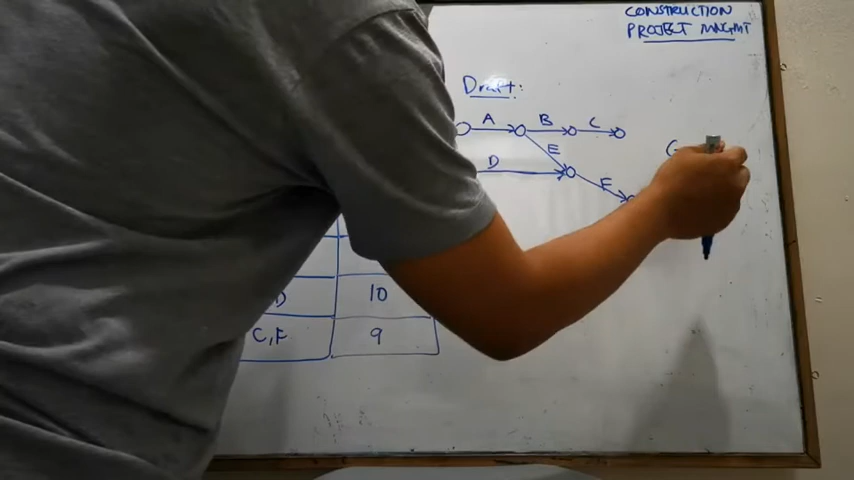 CONSTRUCTION
PROJECT MNGMT
Draft:
A B C
E
D
F
G
D 10
C,F 9